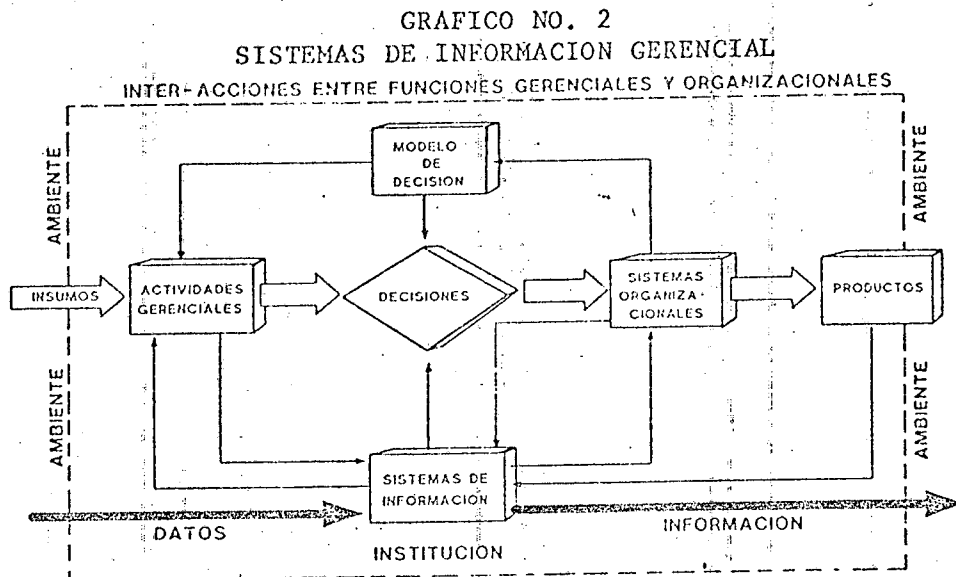 GRAFICO NO. 2
SISTEMAS DE INFORMACION GERENCIAL
INTER-ACCIONES ENTRE FUNCIONES GERENCIALES Y ORGANIZACIONALES
AMBIENTE
AMBIENTE
MODELO
DE
DECISION
INSUMOS
ACTIVIDADES
GERENCIALES
DECISIONES
SISTEMAS
ORGANIZA-
CIONALES
PRODUCTOS
AMBIENTE
AMBIENTE
SISTEMAS DE
INFORMACION
DATOS
INFORMACION
INSTITUCION